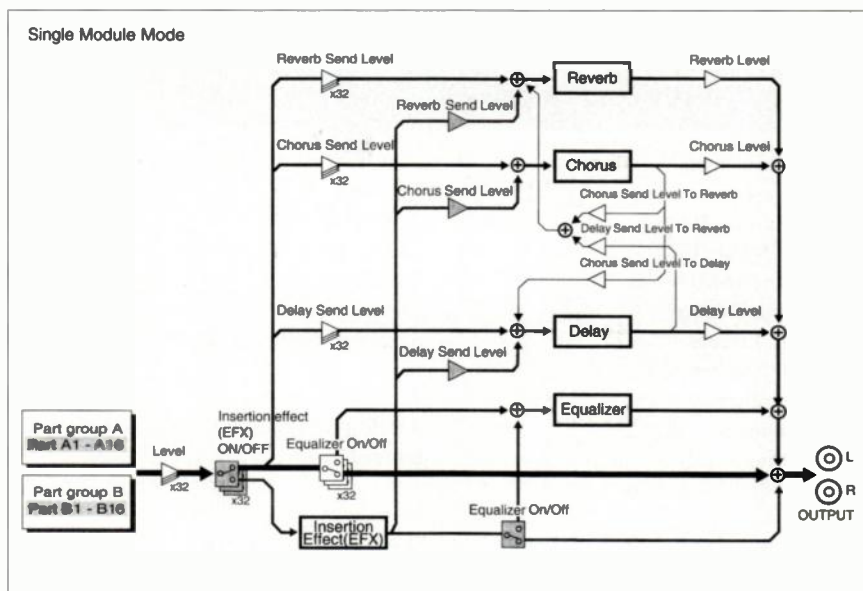 Single Module Mode
Reverb Send Level
x32
Reverb
Reverb Level
Reverb Send Level
Chorus Send Level
x32
Chorus
Chorus Level
Chorus Send Level
Chorus Send Level To Reverb
Delay Send Level To Reverb
Chorus Send Level To Delay
Delay Send Level
x32
Delay
Delay Level
Delay Send Level
Insertion effect
(EFX)
ON/OFF
Equalizer On/Off
Equalizer
Part group A
Part A1 - A16
Level
x32
x32
x32
Part group B
Part B1 - B16
Insertion
Effect(EFX)
Equalizer On/Off
L
R
OUTPUT